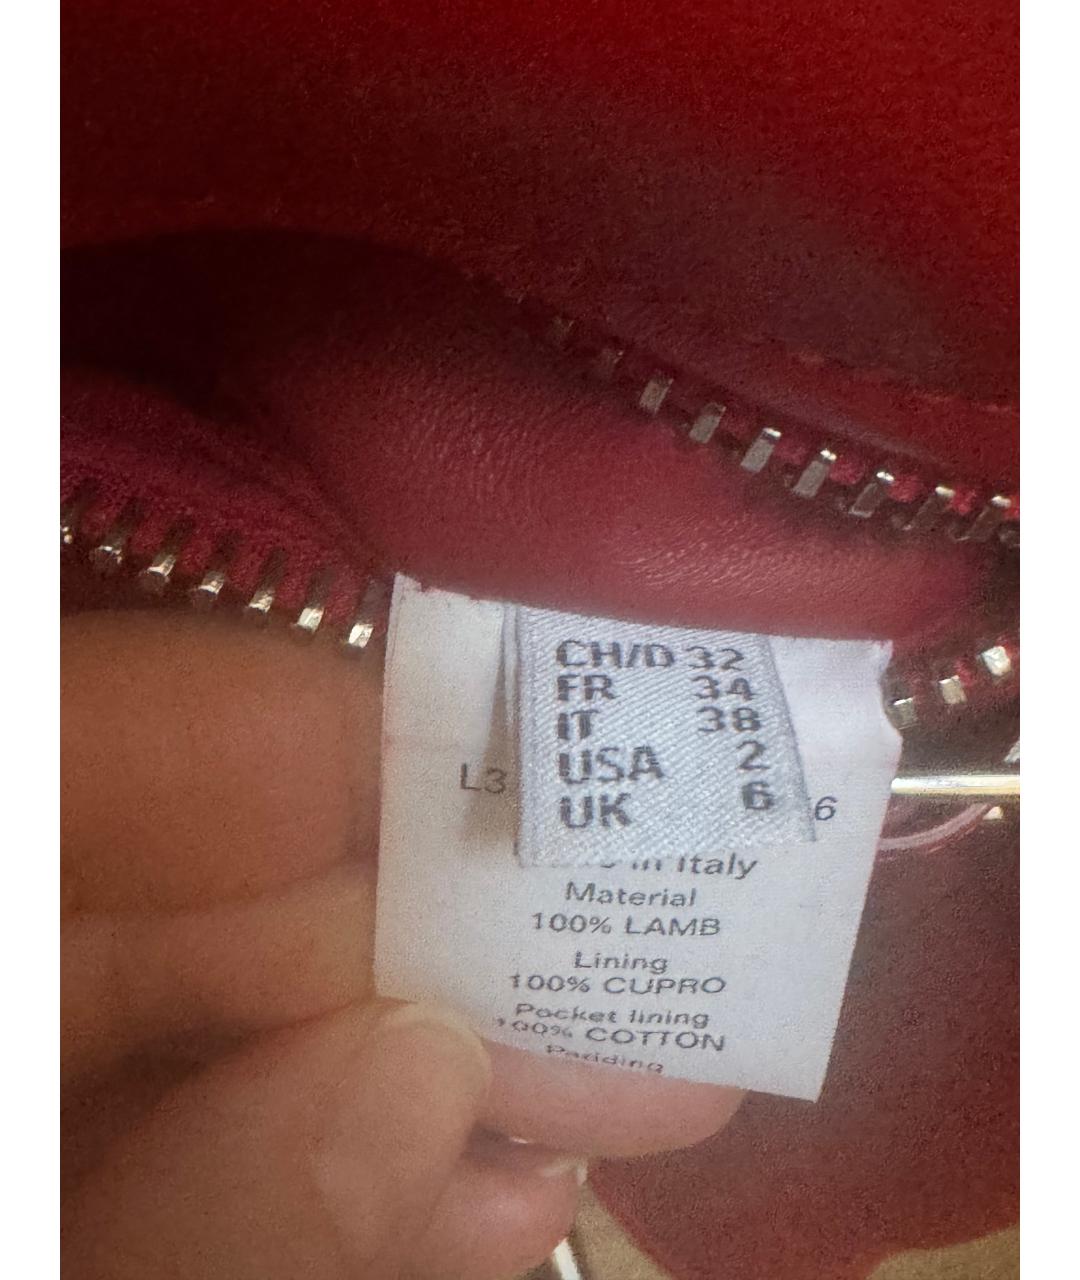 CH/D 32
FR 34
IT 38
USA 2
UK 6
L3 6
in Italy
Material
100% LAMB
Lining
100% CUPRO
Pocket lining
100% COTTON
Padding